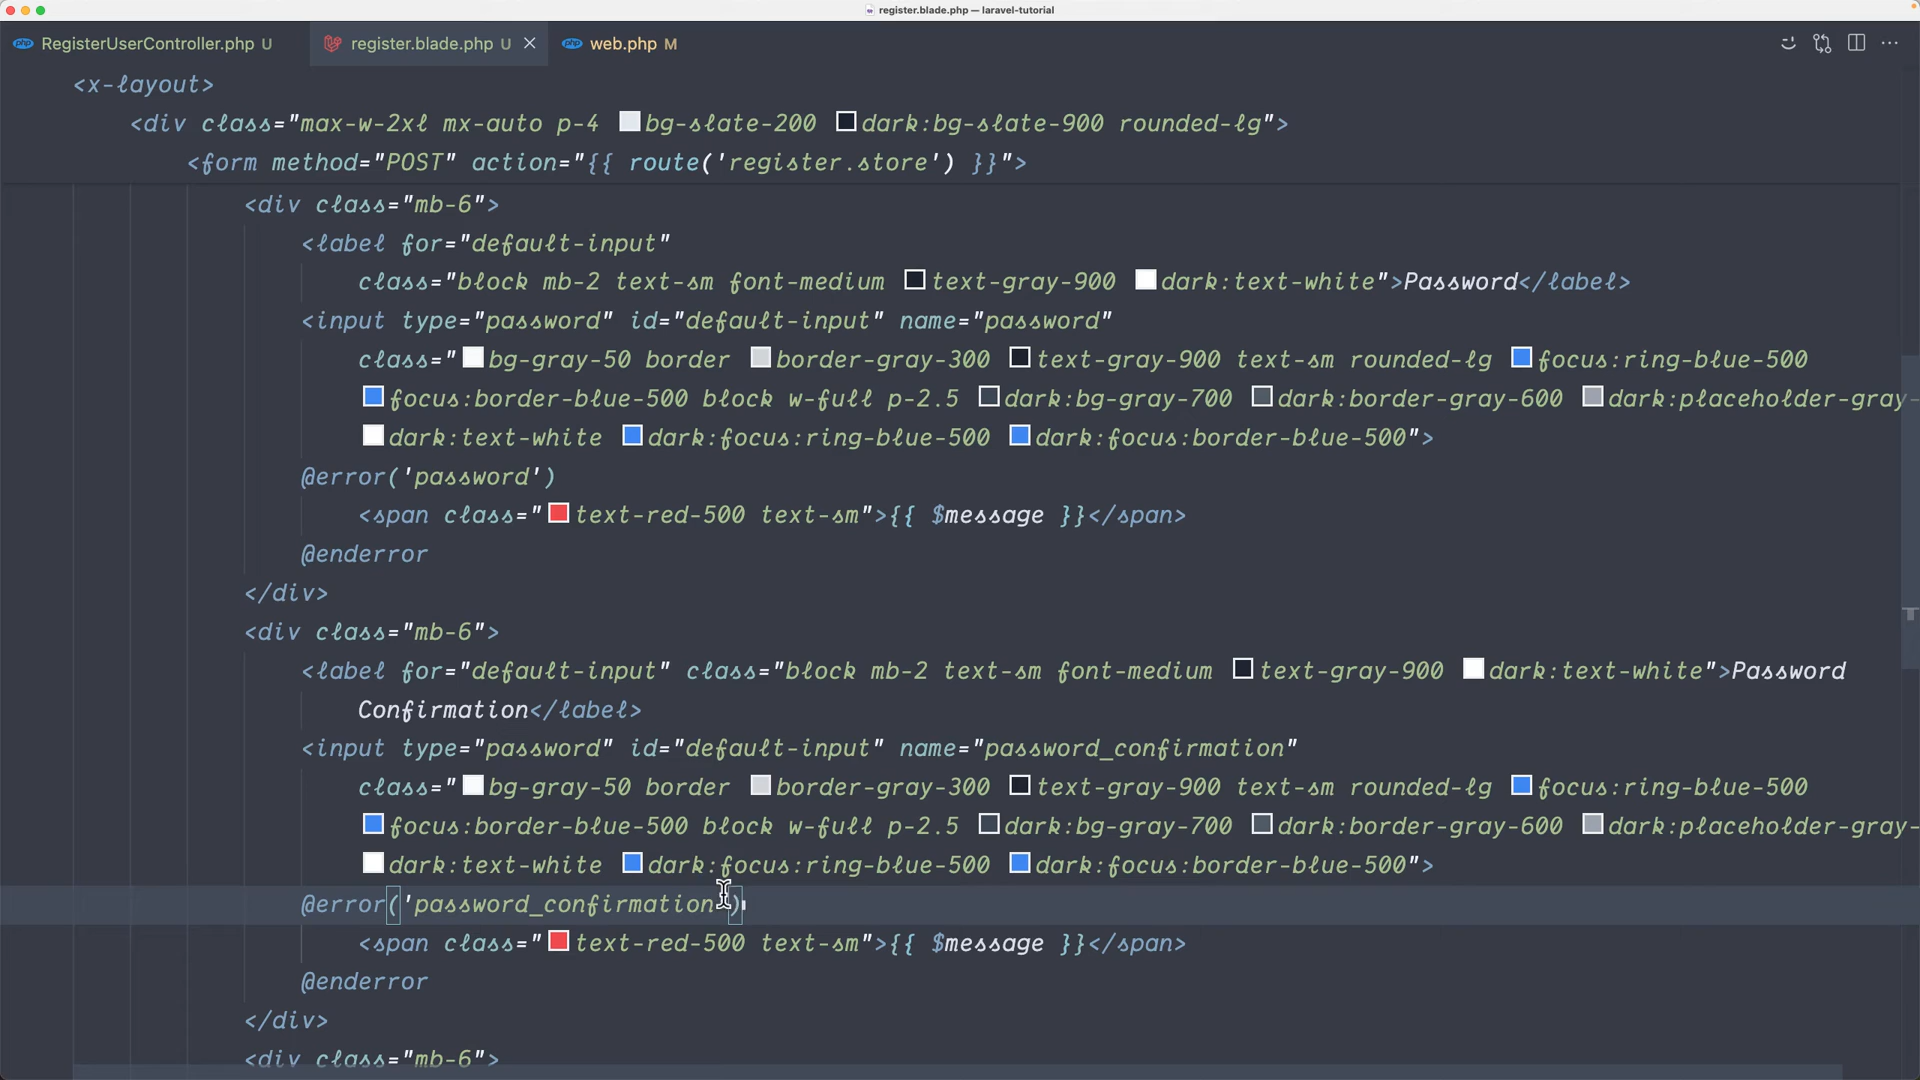 register.blade.php — laravel-tutorial
RegisterUserController.php U
register.blade.php U
web.php M
<x-layout>
<div class="max-w-2xl mx-auto p-4 bg-slate-200 dark:bg-slate-900 rounded-lg">
<form method="POST" action="{{ route('register.store') }}">
<div class="mb-6">
<label for="default-input"
class="block mb-2 text-sm font-medium text-gray-900 dark:text-white">Password</label>
<input type="password" id="default-input" name="password"
class="bg-gray-50 border border-gray-300 text-gray-900 text-sm rounded-lg focus:ring-blue-500
focus:border-blue-500 block w-full p-2.5 dark:bg-gray-700 dark:border-gray-600 dark:placeholder-gray-
dark:text-white dark:focus:ring-blue-500 dark:focus:border-blue-500">
@error('password')
<span class="text-red-500 text-sm">{{ $message }}</span>
@enderror
</div>
<div class="mb-6">
<label for="default-input" class="block mb-2 text-sm font-medium text-gray-900 dark:text-white">Password
Confirmation</label>
<input type="password" id="default-input" name="password_confirmation"
class="bg-gray-50 border border-gray-300 text-gray-900 text-sm rounded-lg focus:ring-blue-500
focus:border-blue-500 block w-full p-2.5 dark:bg-gray-700 dark:border-gray-600 dark:placeholder-gray-
dark:text-white dark:focus:ring-blue-500 dark:focus:border-blue-500">
@error('password_confirmation')
<span class="text-red-500 text-sm">{{ $message }}</span>
@enderror
</div>
<div class="mb-6">